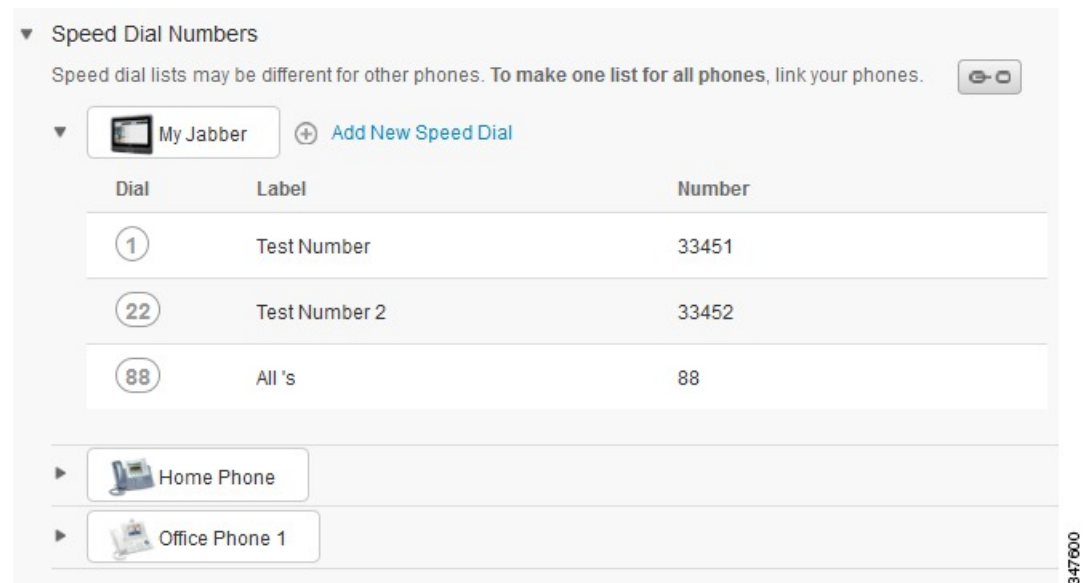 Speed Dial Numbers
Speed dial lists may be different for other phones. To make one list for all phones, link your phones.
My Jabber
Add New Speed Dial
Dial Label Number
1 Test Number 33451
22 Test Number 2 33452
88 All 's 88
Home Phone
Office Phone 1
347600